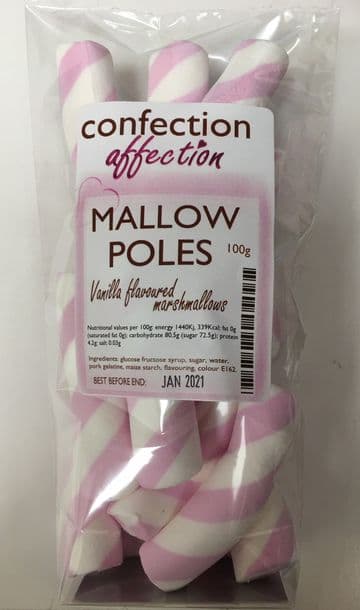 confection
affection
MALLOW
POLES 100g
Vanilla flavoured
marshmallows
Nutritional values per 100g: energy 1440Kj, 339Kcal: fat 0g
(saturated fat 0g); carbohydrate 80.5g (sugar 72.5g); protein
4.2g; salt 0.03g
Ingredients: glucose fructose syrup, sugar, water,
pork gelatine, maize starch, flavouring, colour E162.
BEST BEFORE END: JAN 2021